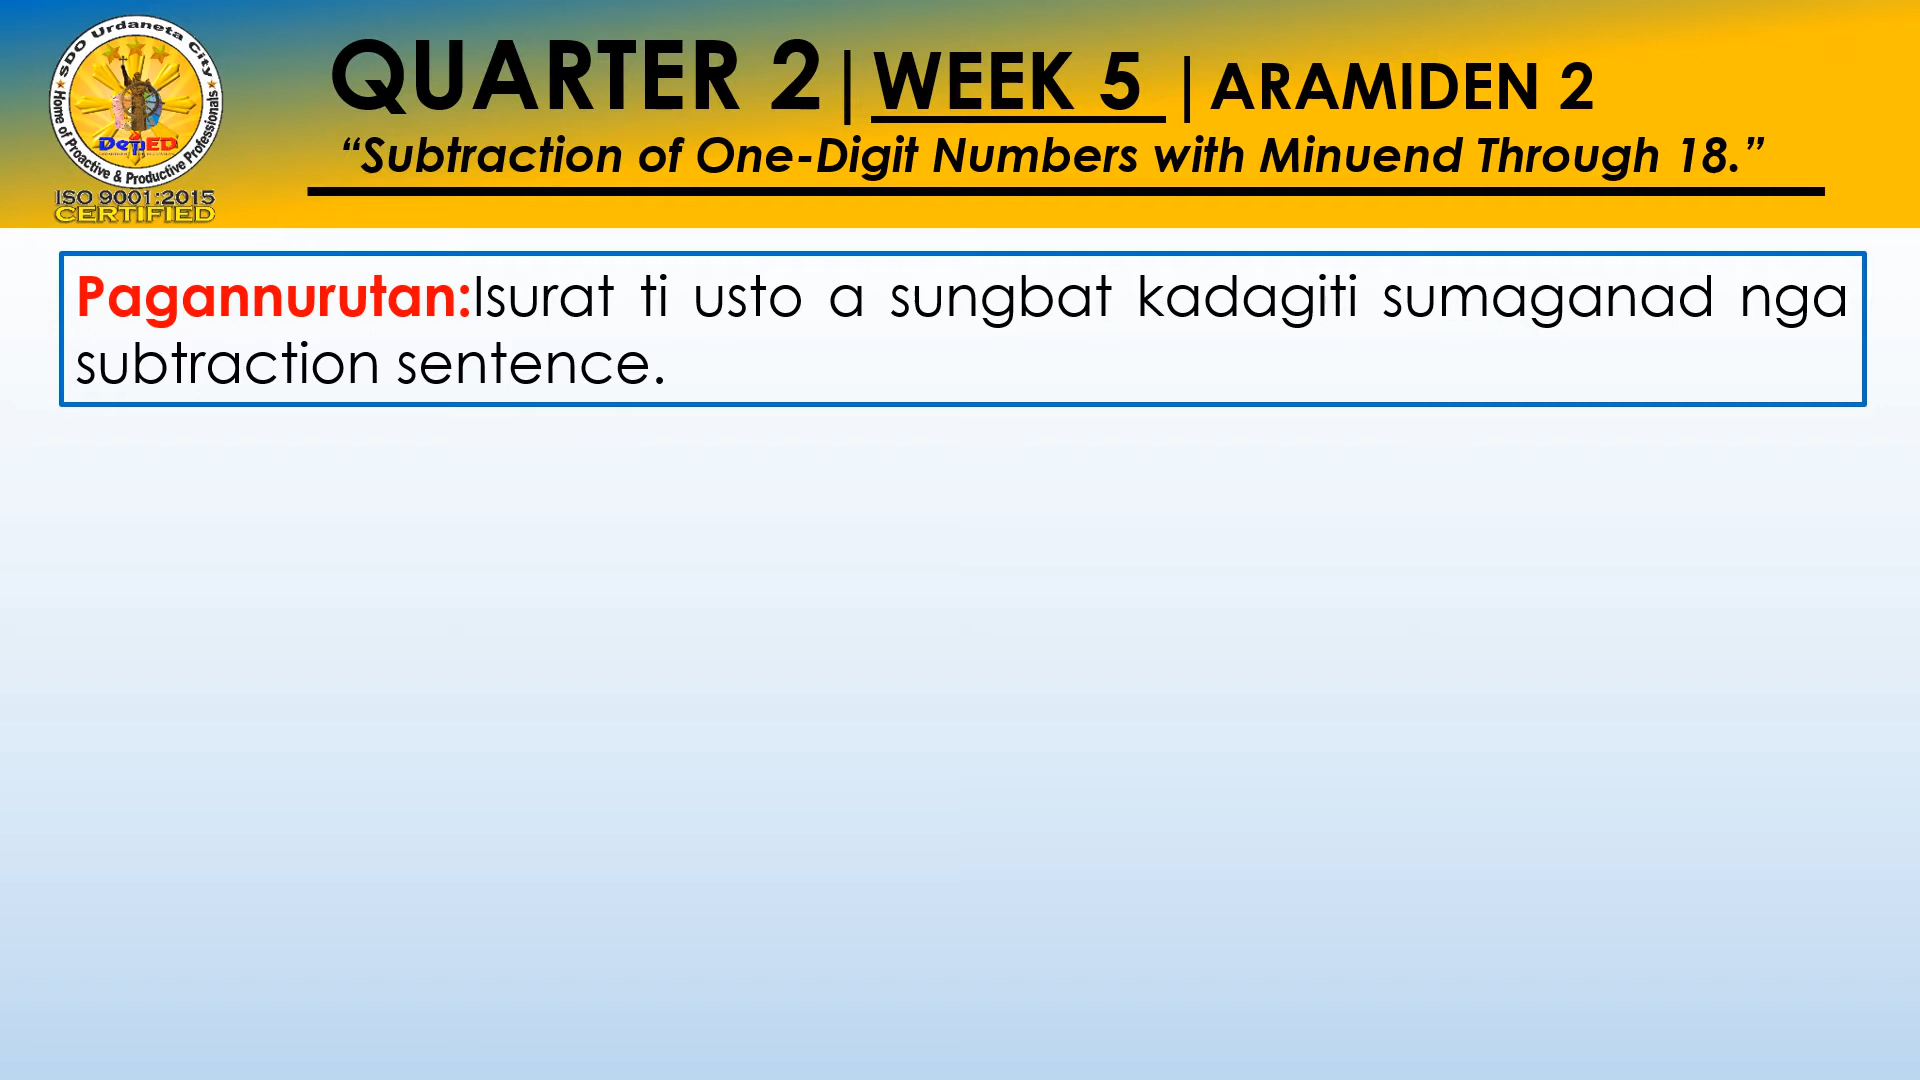 SDO Urdaneta City
Home of Proactive & Productive Professionals
DepED
ISO 9001:2015
CERTIFIED
QUARTER 2|WEEK 5 |ARAMIDEN 2
“Subtraction of One-Digit Numbers with Minuend Through 18.”
Pagannurutan:Isurat ti usto a sungbat kadagiti sumaganad nga
subtraction sentence.